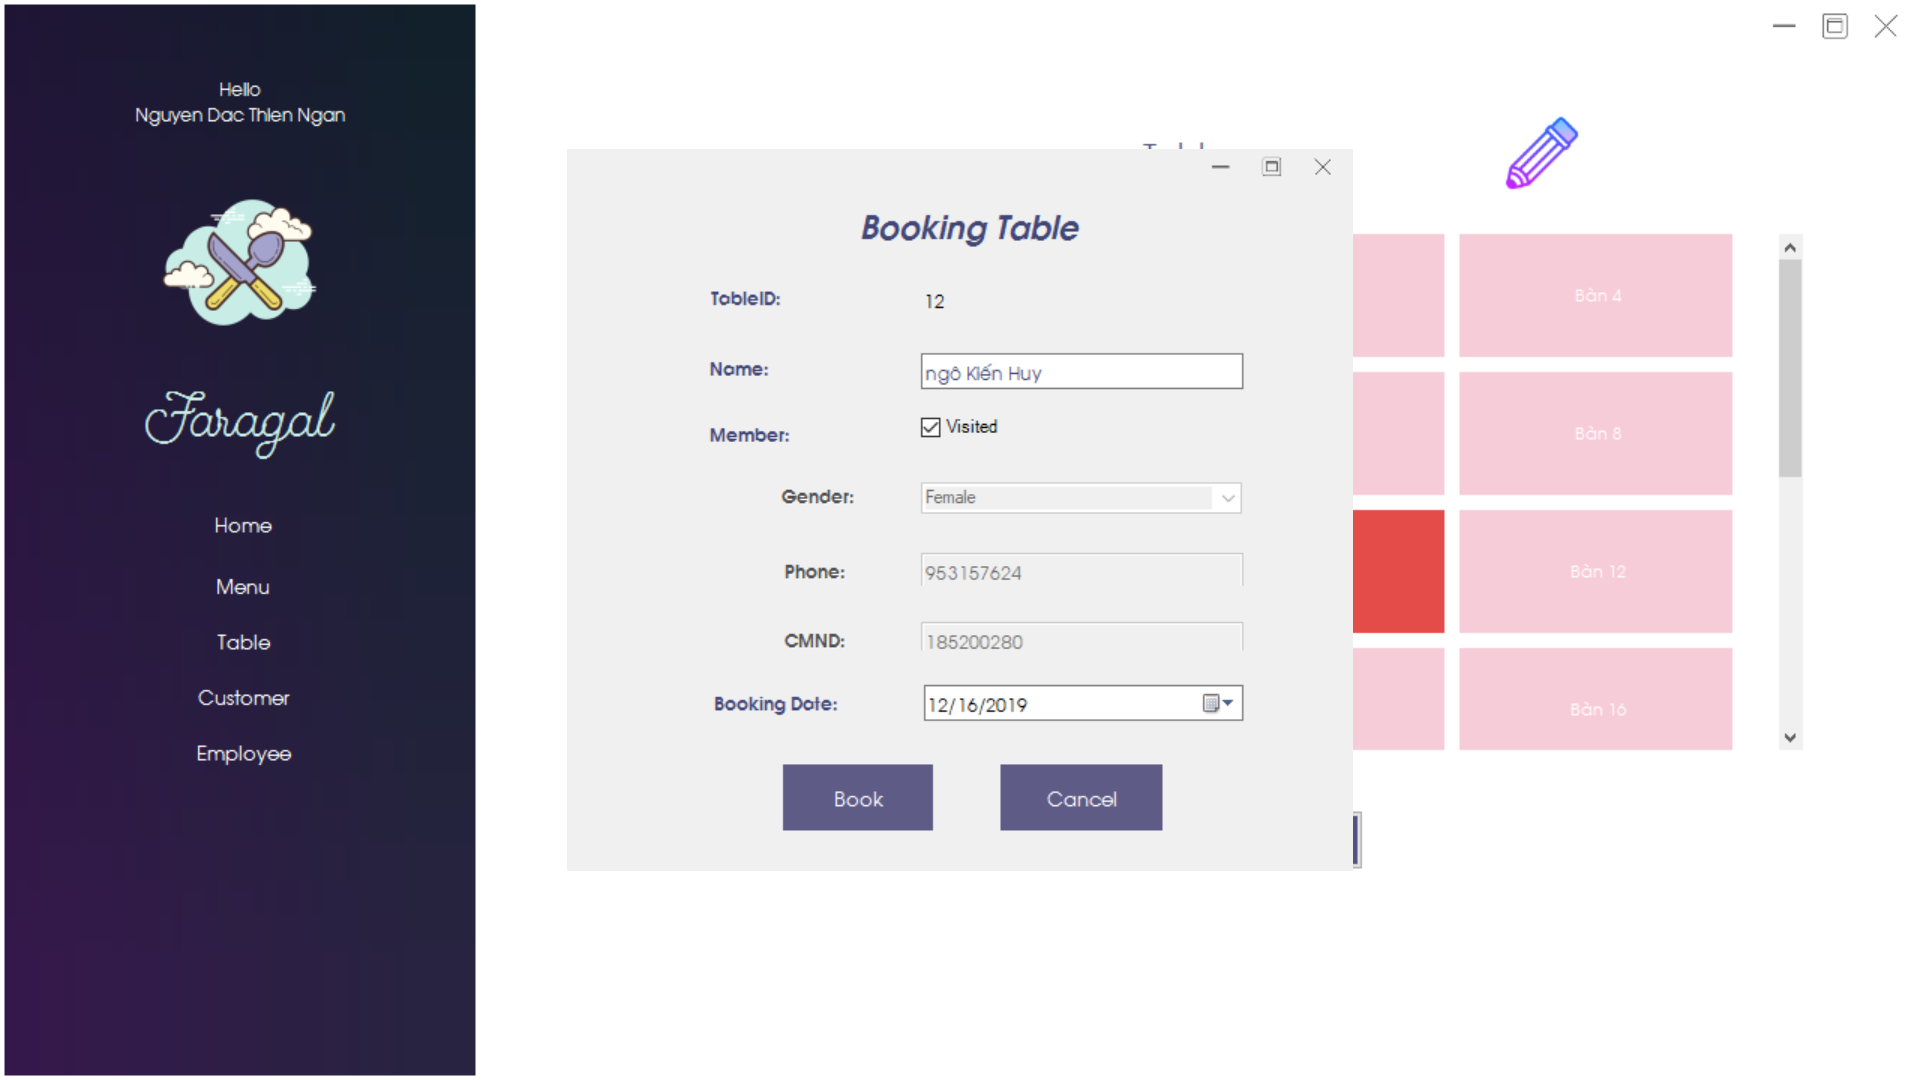 Hello
Nguyen Dac Thien Ngan
Faragal
Home
Menu
Table
Customer
Employee
Booking Table
TableID:
12
Name:
ngô Kiến Huy
Member:
Visited
Gender:
Female
Phone:
953157624
CMND:
185200280
Booking Date:
12/16/2019
Book
Cancel
Bàn 4
Bàn 8
Bàn 12
Bàn 16